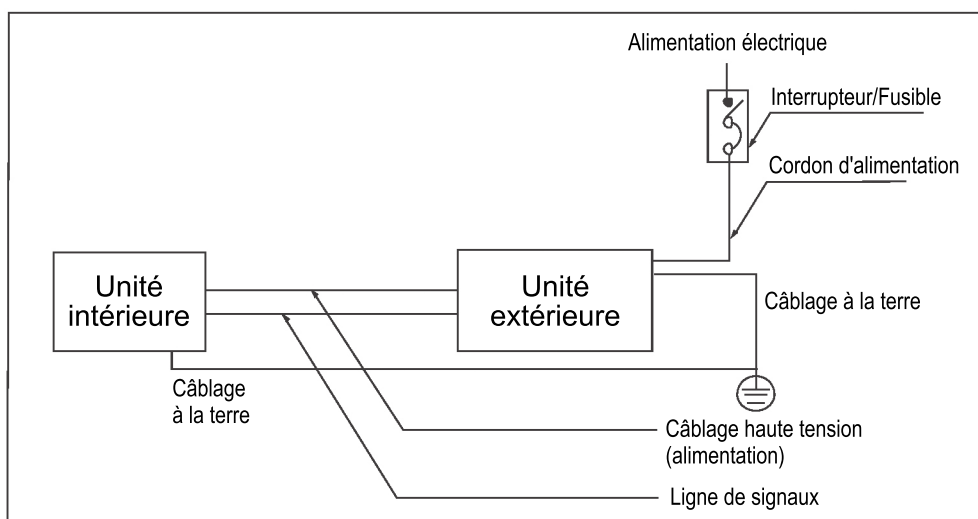 Alimentation électrique
Interrupteur/Fusible
Cordon d'alimentation
Unité
intérieure
Unité
extérieure
Câblage à la terre
Câblage
à la terre
Câblage haute tension
(alimentation)
Ligne de signaux